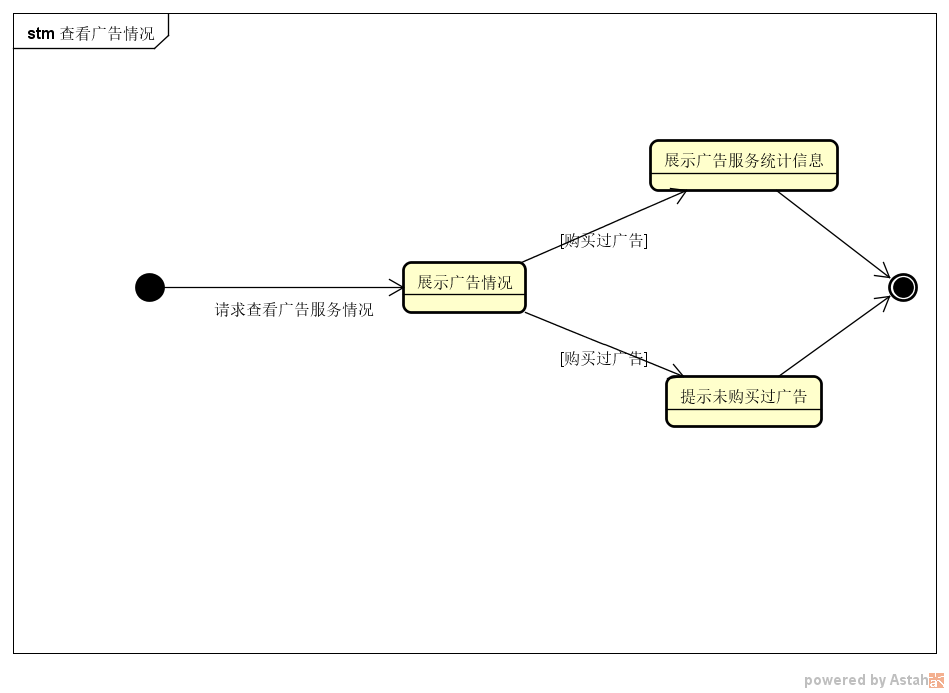 stm 查看广告情况
展示广告服务统计信息
[购买过广告]
展示广告情况
请求查看广告服务情况
[购买过广告]
提示未购买过广告
powered by Astah